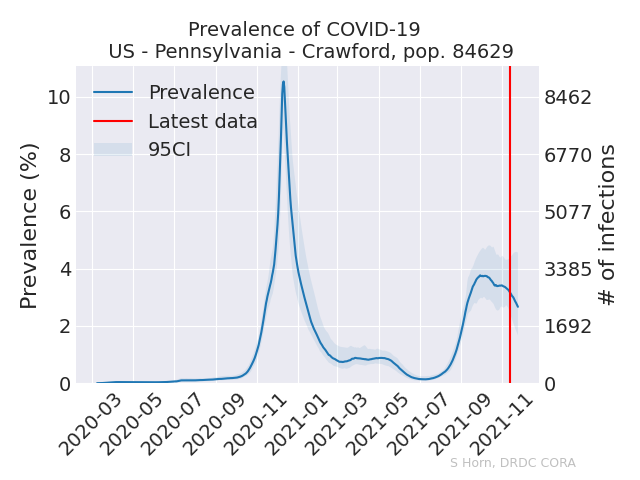 Prevalence of COVID-19
US - Pennsylvania - Crawford, pop. 84629
Prevalence
Latest data
95CI
Prevalence (%)
10
8
6
4
2
0
8462
6770
5077
3385
1692
0
# of infections
2020-03
2020-05
2020-07
2020-09
2020-11
2021-01
2021-03
2021-05
2021-07
2021-09
2021-11
S Horn, DRDC CORA